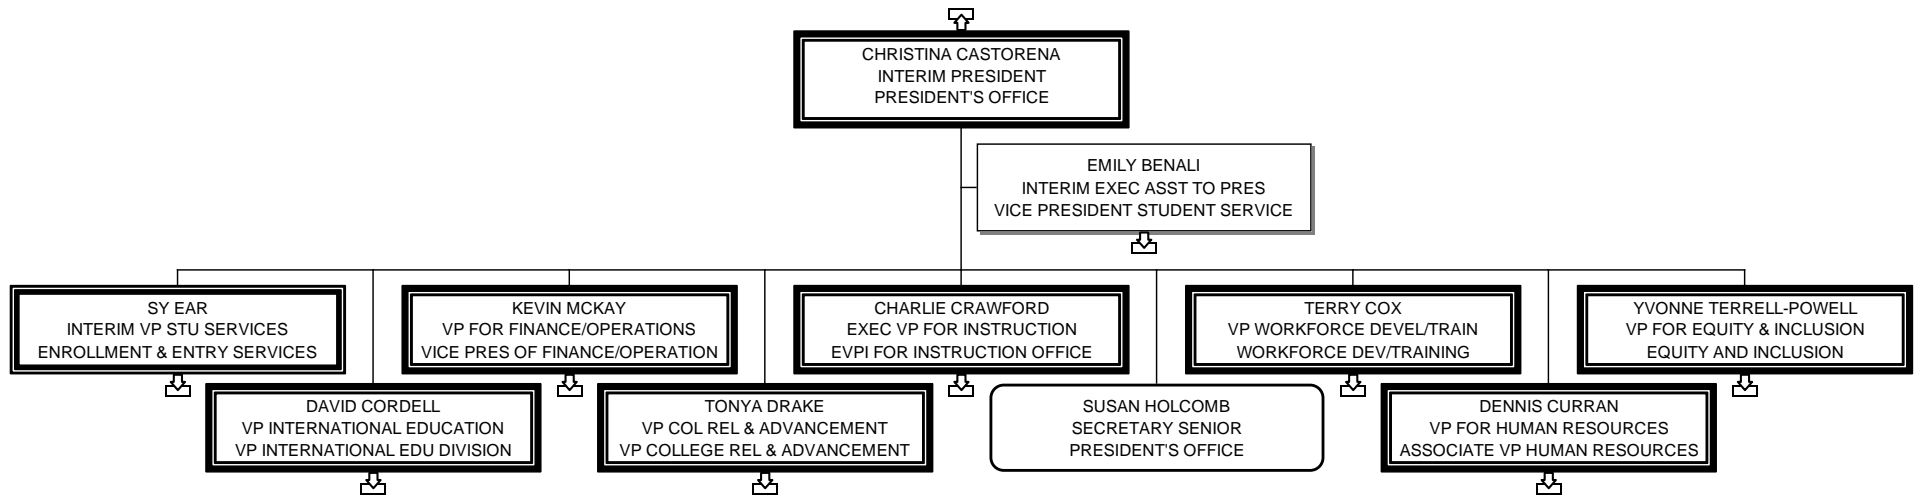 CHRISTINA CASTORENA
INTERIM PRESIDENT
PRESIDENT'S OFFICE
EMILY BENALI
INTERIM EXEC ASST TO PRES
VICE PRESIDENT STUDENT SERVICE
SY EAR
INTERIM VP STU SERVICES
ENROLLMENT & ENTRY SERVICES
DAVID CORDELL
VP INTERNATIONAL EDUCATION
VP INTERNATIONAL EDU DIVISION
KEVIN MCKAY
VP FOR FINANCE/OPERATIONS
VICE PRES OF FINANCE/OPERATION
TONYA DRAKE
VP COL REL & ADVANCEMENT
VP COLLEGE REL & ADVANCEMENT
CHARLIE CRAWFORD
EXEC VP FOR INSTRUCTION
EVPI FOR INSTRUCTION OFFICE
SUSAN HOLCOMB
SECRETARY SENIOR
PRESIDENT'S OFFICE
TERRY COX
VP WORKFORCE DEVEL/TRAIN
WORKFORCE DEV/TRAINING
DENNIS CURRAN
VP FOR HUMAN RESOURCES
ASSOCIATE VP HUMAN RESOURCES
YVONNE TERRELL-POWELL
VP FOR EQUITY & INCLUSION
EQUITY AND INCLUSION